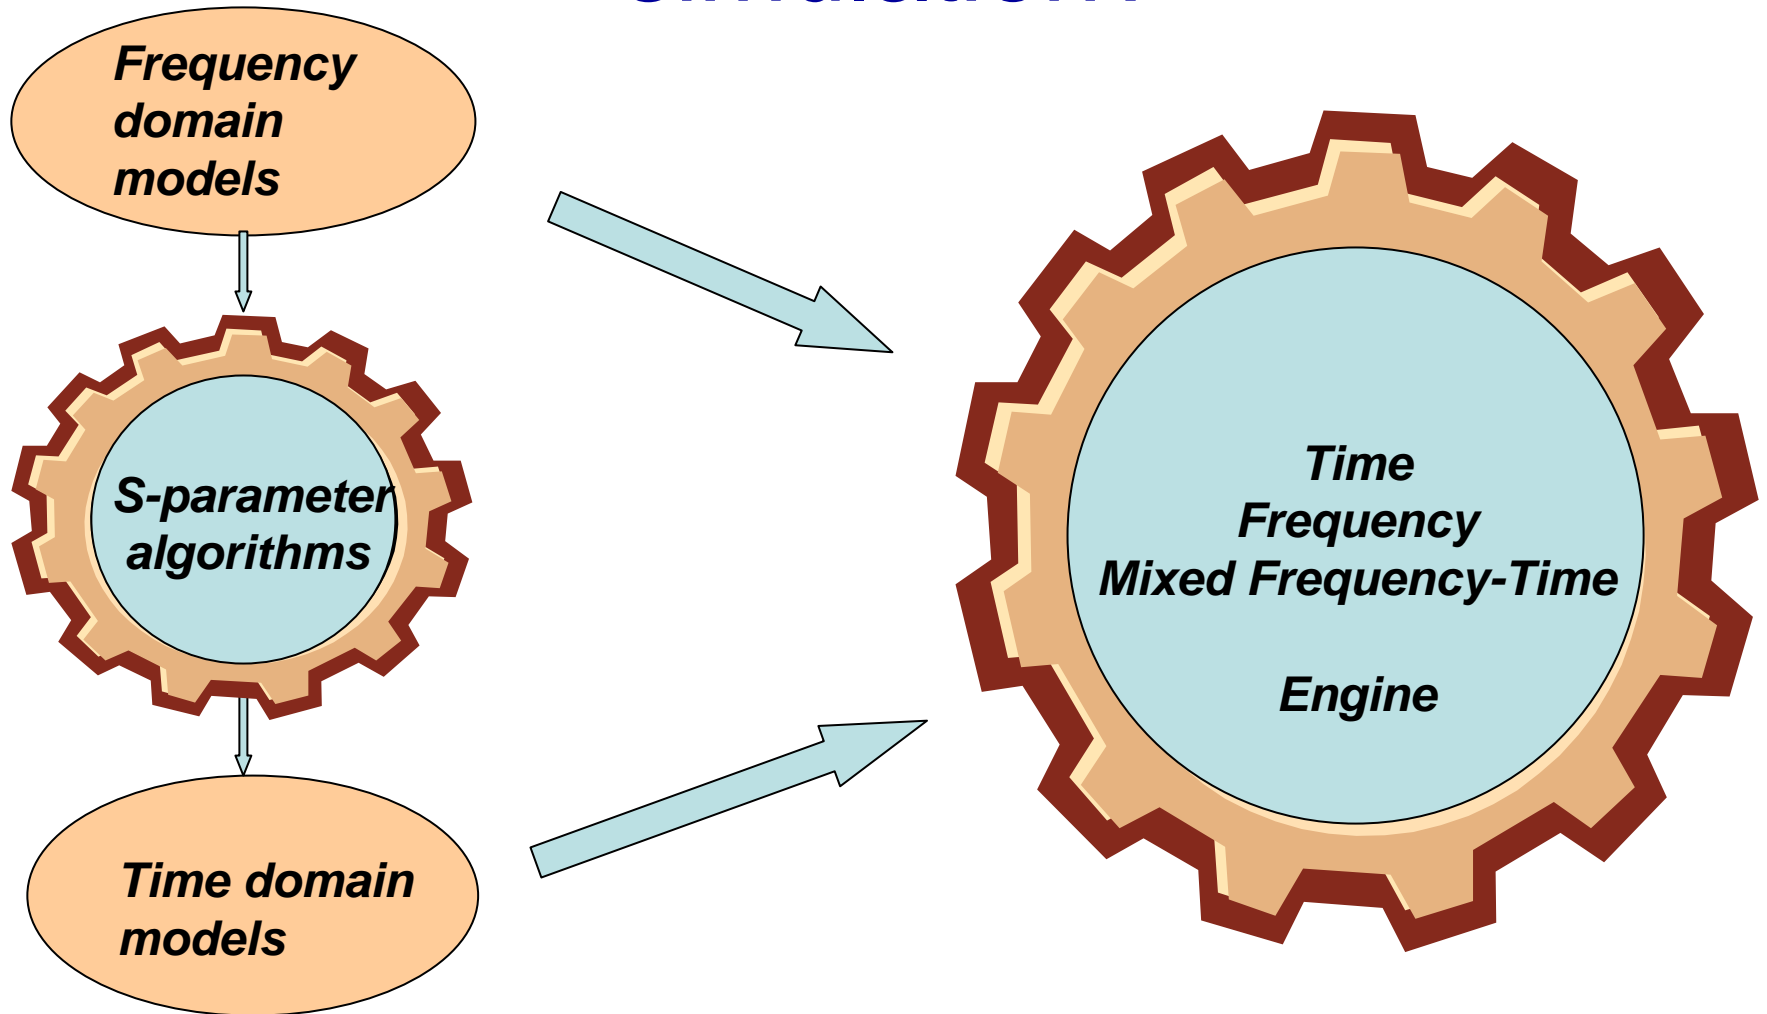 Frequency
domain
models
S-parameter
algorithms
Time domain
models
Time
Frequency
Mixed Frequency-Time
Engine